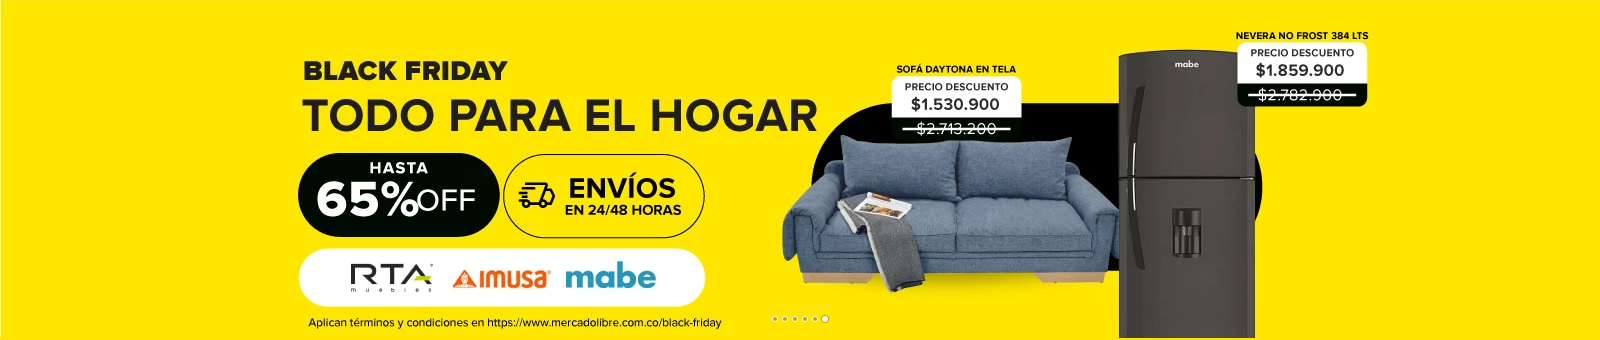 BLACK FRIDAY
TODO PARA EL HOGAR
HASTA
65% OFF
ENVÍOS
EN 24/48 HORAS
RTA
muebles
IMUSA
mabe
Aplican términos y condiciones en https://www.mercadolibre.com.co/black-friday
SOFÁ DAYTONA EN TELA
PRECIO DESCUENTO
$1.530.900
$2.713.200
mabe
NEVERA NO FROST 384 LTS
PRECIO DESCUENTO
$1.859.900
$2.782.900